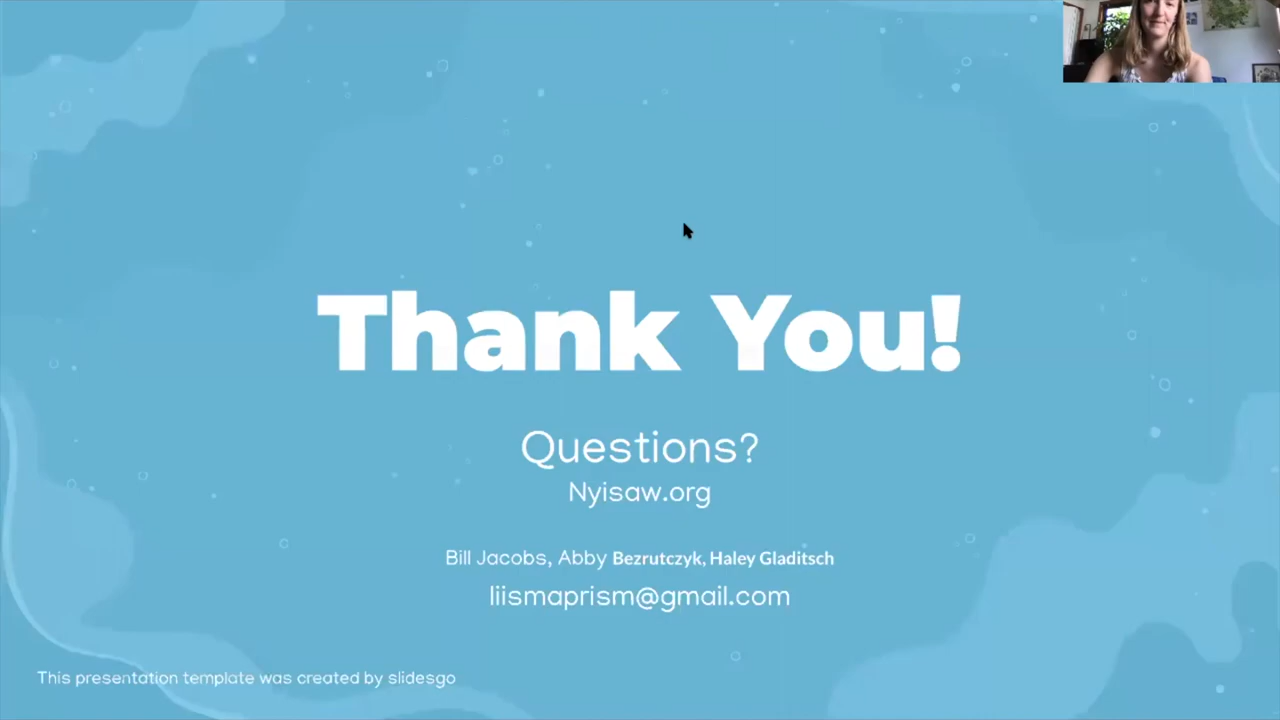 Thank You!
Questions?
Nyisaw.org
Bill Jacobs, Abby Bezrutczyk, Haley Gladitsch
liismaprism@gmail.com
This presentation template was created by slidesgo